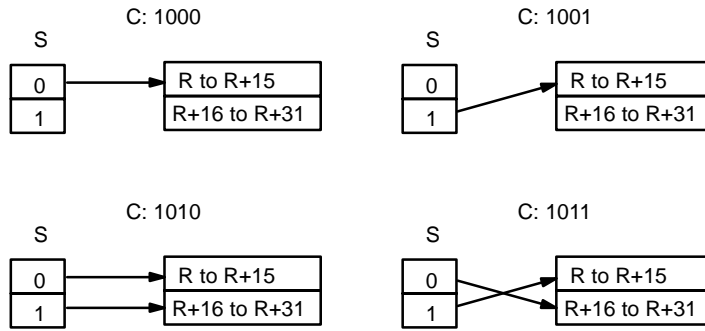 C: 1000
S
0
R to R+15
1
R+16 to R+31
C: 1001
S
0
R to R+15
1
R+16 to R+31
C: 1010
S
0
R to R+15
1
R+16 to R+31
C: 1011
S
0
R to R+15
1
R+16 to R+31